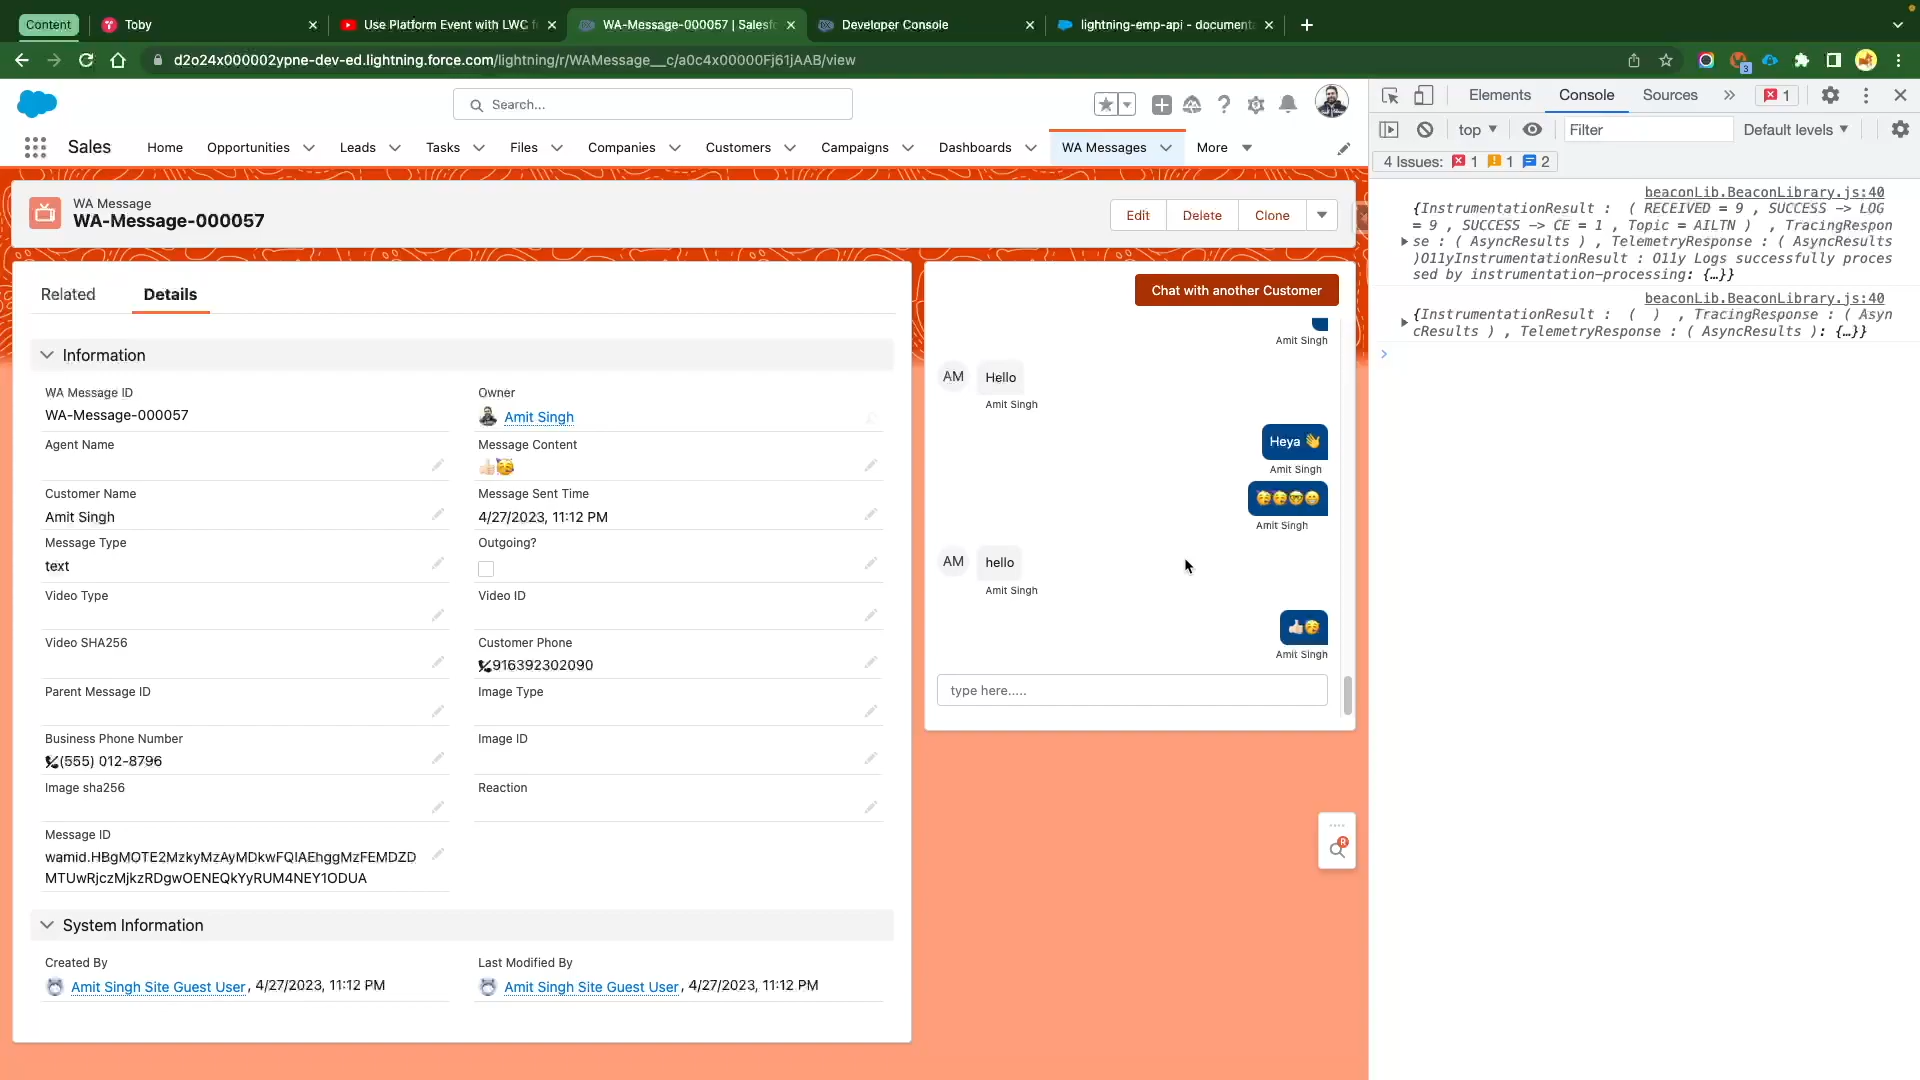 Content
Toby
Use Platform Event with LWC f
WA-Message-000057 | Salesf
Developer Console
lightning-emp-api - documenta
d2o24x000002ypne-dev-ed.lightning.force.com/lightning/r/WAMessage__c/a0c4x00000Fj61jAAB/view
3
Search...
Sales
Home
Opportunities
Leads
Tasks
Files
Companies
Customers
Campaigns
Dashboards
WA Messages
More
WA Message
WA-Message-000057
Edit
Delete
Clone
Related
Details
Information
WA Message ID
WA-Message-000057
Owner
Amit Singh
Agent Name
Message Content
👍🏻🥳
Customer Name
Amit Singh
Message Sent Time
4/27/2023, 11:12 PM
Message Type
text
Outgoing?
Video Type
Video ID
Video SHA256
Customer Phone
916392302090
Parent Message ID
Image Type
Business Phone Number
(555) 012-8796
Image ID
Image sha256
Reaction
Message ID
wamid.HBgMOTE2MzkyMzAyMDkwFQIAEhggMzFEMDZD
MTUwRjczMjkzRDgwOENEQkYyRUM4NEY1ODUA
System Information
Created By
Amit Singh Site Guest User, 4/27/2023, 11:12 PM
Last Modified By
Amit Singh Site Guest User, 4/27/2023, 11:12 PM
Chat with another Customer
Amit Singh
AM
Hello
Amit Singh
Heya 👋
Amit Singh
🥳🥳🤓😁
Amit Singh
AM
hello
Amit Singh
👍🏻🥳
Amit Singh
type here.....
R
Elements
Console
Sources
1
top
Filter
Default levels
4 Issues: 1 1 2
beaconLib.BeaconLibrary.js:40
{InstrumentationResult : ( RECEIVED = 9 , SUCCESS -> LOG
= 9 , SUCCESS -> CE = 1 , Topic = AILTN ) , TracingRespon
se : ( AsyncResults ) , TelemetryResponse : ( AsyncResults
)O11yInstrumentationResult : O11y Logs successfully proces
sed by instrumentation-processing: {…}}
beaconLib.BeaconLibrary.js:40
{InstrumentationResult : ( ) , TracingResponse : ( Asyn
cResults ) , TelemetryResponse : ( AsyncResults ): {…}}